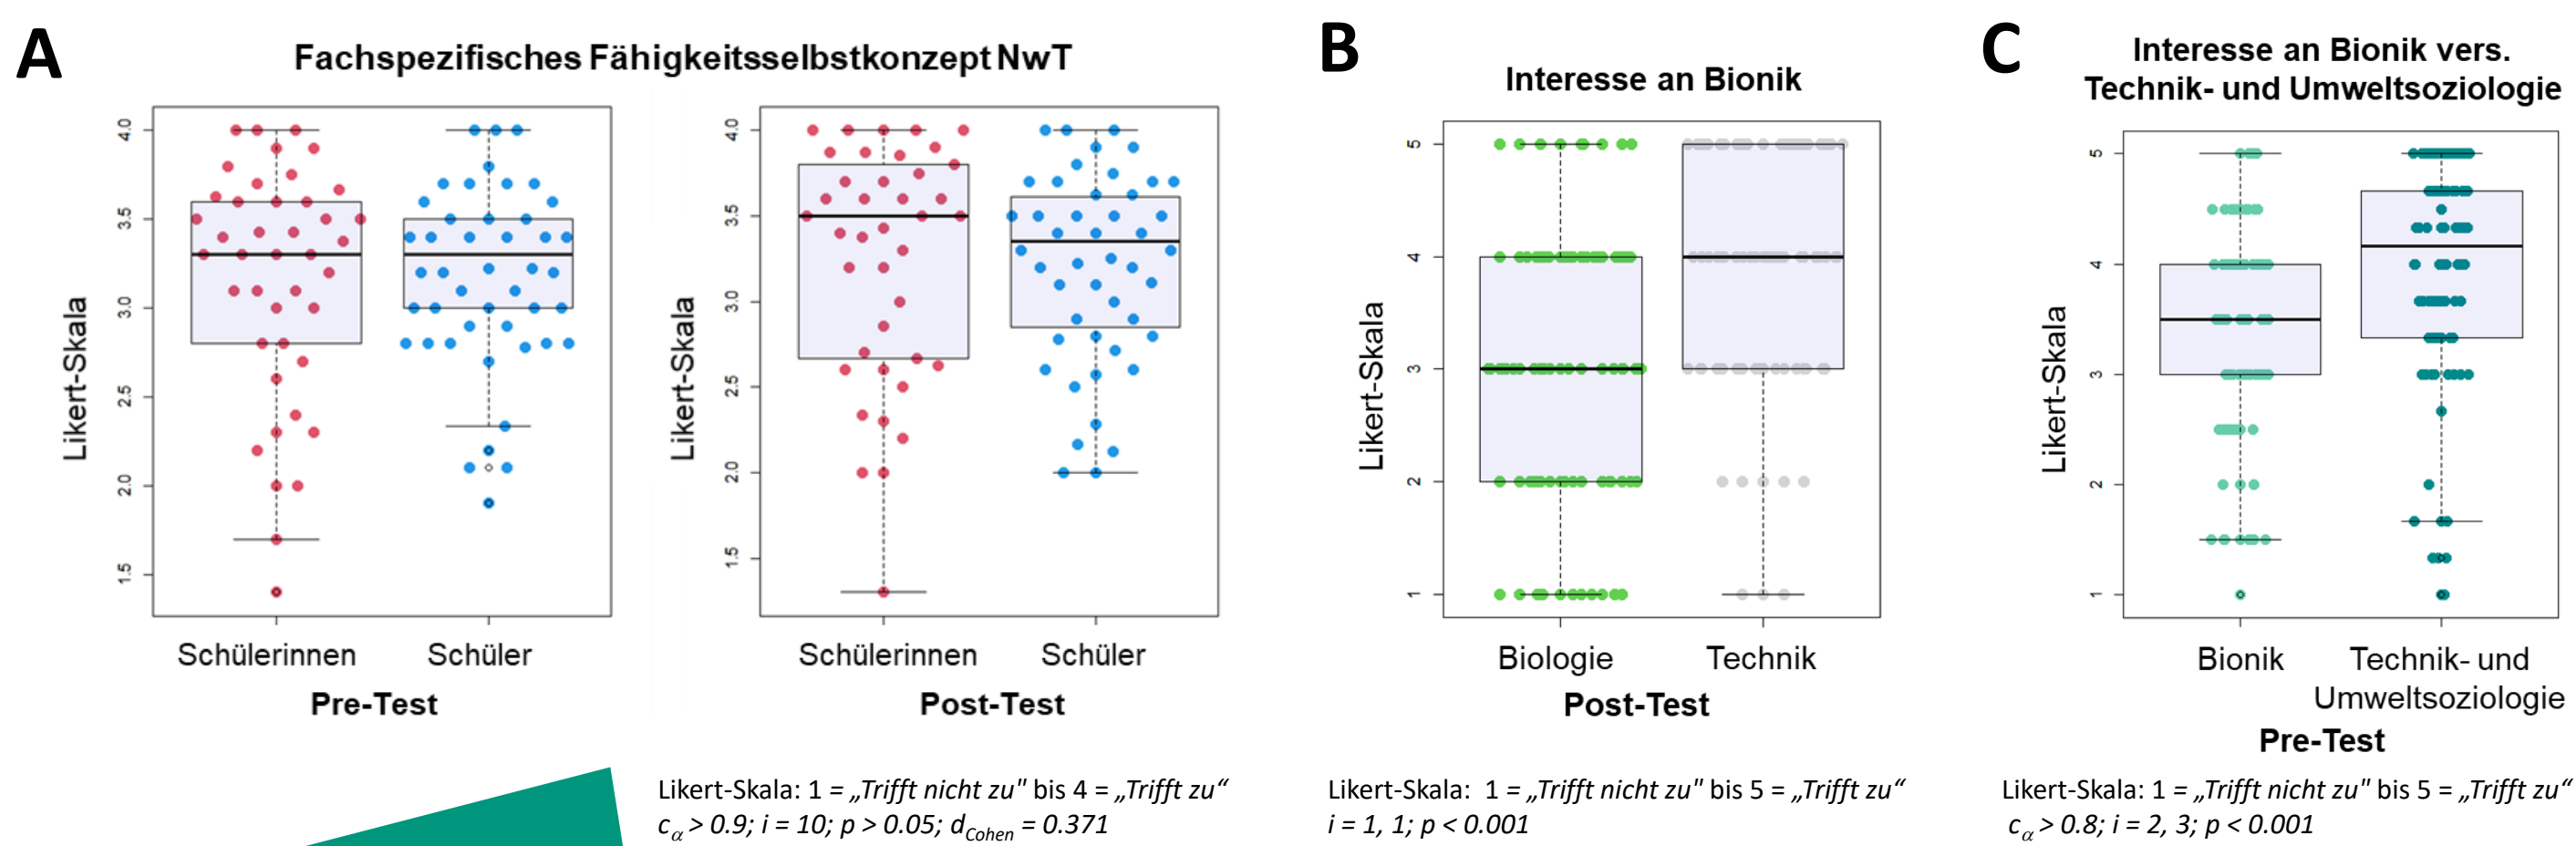 A
Fachspezifisches Fähigkeitsselbstkonzept NwT
Likert-Skala
4.0
3.5
3.0
2.5
2.0
1.5
Schülerinnen
Schüler
Pre-Test
Likert-Skala
4.0
3.5
3.0
2.5
2.0
1.5
Schülerinnen
Schüler
Post-Test
Likert-Skala: 1 = „Trifft nicht zu" bis 4 = „Trifft zu“
cα > 0.9; i = 10; p > 0.05; dCohen = 0.371
B
Interesse an Bionik
Likert-Skala
5
4
3
2
1
Biologie
Technik
Post-Test
Likert-Skala: 1 = „Trifft nicht zu" bis 5 = „Trifft zu“
i = 1, 1; p < 0.001
C
Interesse an Bionik vers.
Technik- und Umweltsoziologie
Likert-Skala
5
4
3
2
1
Bionik
Technik- und
Umweltsoziologie
Pre-Test
Likert-Skala: 1 = „Trifft nicht zu" bis 5 = „Trifft zu“
cα > 0.8; i = 2, 3; p < 0.001